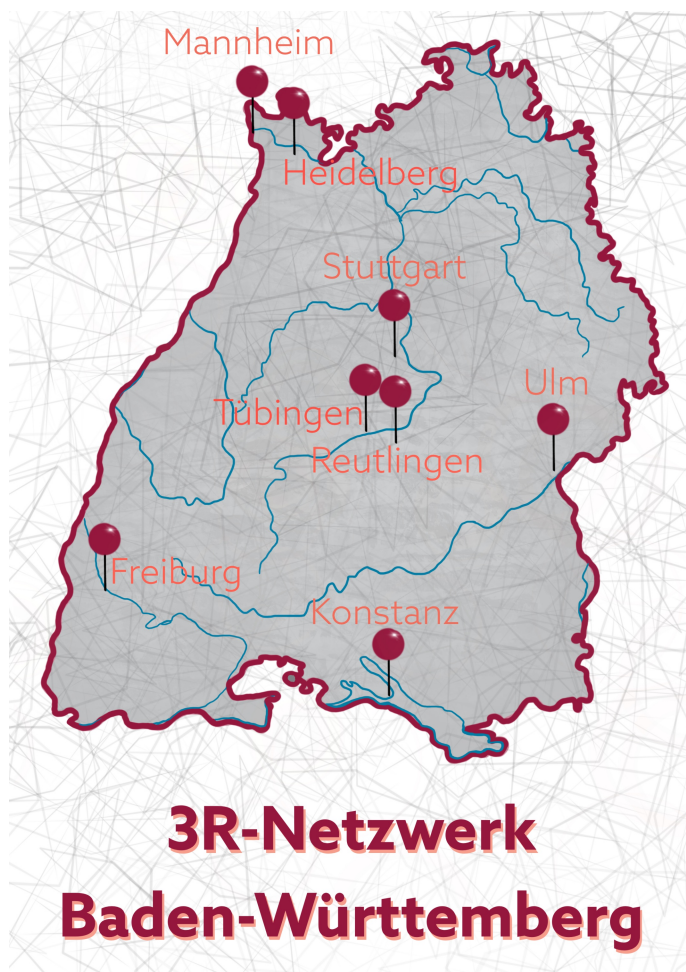 Mannheim
Heidelberg
Stuttgart
Ulm
Tübingen
Reutlingen
Freiburg
Konstanz
3R-Netzwerk
Baden-Württemberg